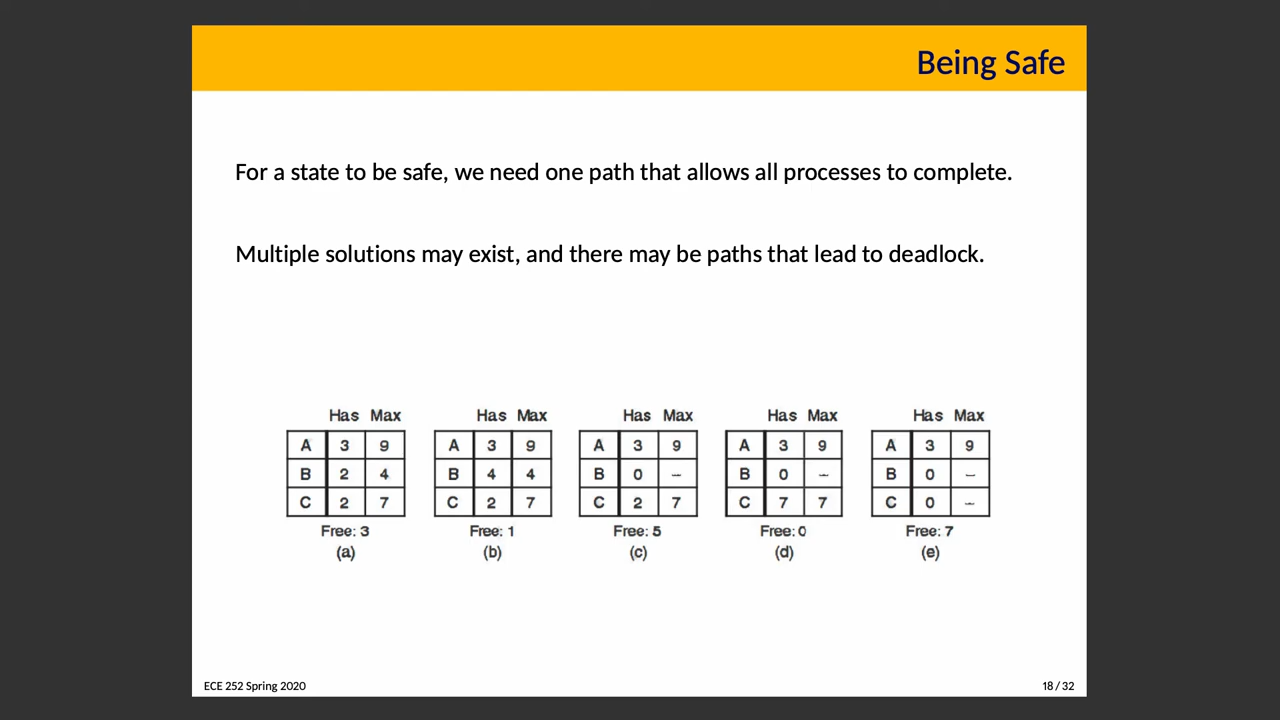 Being Safe
For a state to be safe, we need one path that allows all processes to complete.
Multiple solutions may exist, and there may be paths that lead to deadlock.
Has Max Has Max Has Max Has Max Has Max
A 3 9 A 3 9 A 3 9 A 3 9 A 3 9
B 2 4 B 4 4 B 0 – B 0 – B 0 –
C 2 7 C 2 7 C 2 7 C 7 7 C 0 –
Free: 3 Free: 1 Free: 5 Free: 0 Free: 7
(a) (b) (c) (d) (e)
ECE 252 Spring 2020 18 / 32